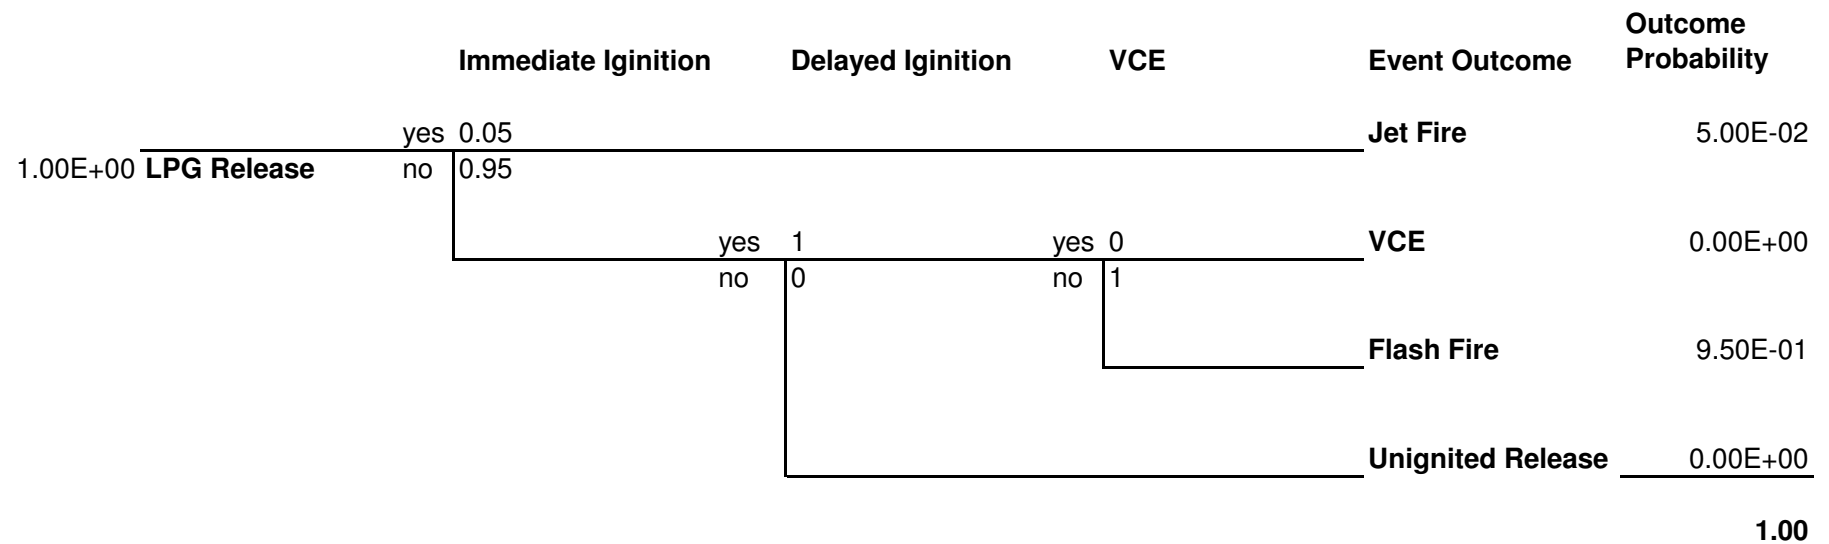 Outcome
Immediate Iginition Delayed Iginition VCE Event Outcome Probability
yes 0.05 Jet Fire 5.00E-02
1.00E+00 LPG Release no 0.95
yes 1 yes 0 VCE 0.00E+00
no 0 no 1
Flash Fire 9.50E-01
Unignited Release 0.00E+00
1.00